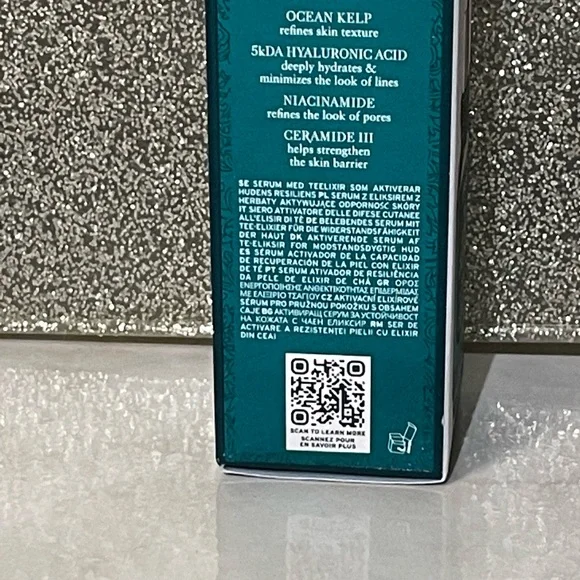 OCEAN KELP
refines skin texture
5kDA HYALURONIC ACID
deeply hydrates &
minimizes the look of lines
NIACINAMIDE
refines the look of pores
CERAMIDE III
helps strengthen
the skin barrier
SE SERUM MED TEELIXIR SOM AKTIVERAR
HUDENS RESILIENS PL SERUM Z ELIKSIREM Z
HERBATY AKTYWUJĄCE ODPORNOŚĆ SKÓRY
IT SIERO ATTIVATORE DELLE DIFESE CUTANEE
ALL'ELISIR DI TÈ DE BELEBENDES SERUM MIT
TEE-ELIXIER FÜR DIE WIDERSTANDSFÄHIGKEIT
DER HAUT DK AKTIVERENDE SERUM AF
TE-ELIKSIR FOR MODSTANDSDYGTIG HUD
ES SÉRUM ACTIVADOR DE LA CAPACIDAD
DE RECUPERACIÓN DE LA PIEL CON ELIXIR
DE TÉ PT SERUM ATIVADOR DE RESILIÊNCIA
DA PELE DE ELIXIR DE CHÁ GR ΟΡΟΣ
ΕΝΕΡΓΟΠΟΙΗΣΗΣ ΑΝΘΕΚΤΙΚΟΤΗΤΑΣ ΕΠΙΔΕΡΜΙΔΑΣ
ΜΕ ΕΛΙΞΙΡΙΟ ΤΣΑΓΙΟΥ CZ AKTIVAČNÍ ELIXÍROVÉ
SÉRUM PRO PRUŽNOU POKOŽKU S OBSAHEM
ČAJE BG АКТИВИРАЩ СЕРУМ ЗА УСТОЙЧИВОСТ
НА КОЖАТА С ЧАЕН ЕЛИКСИР RM SER DE
ACTIVARE A REZISTENȚEI PIELII CU ELIXIR
DIN CEAI
SCAN TO LEARN MORE
SCANNEZ POUR
EN SAVOIR PLUS